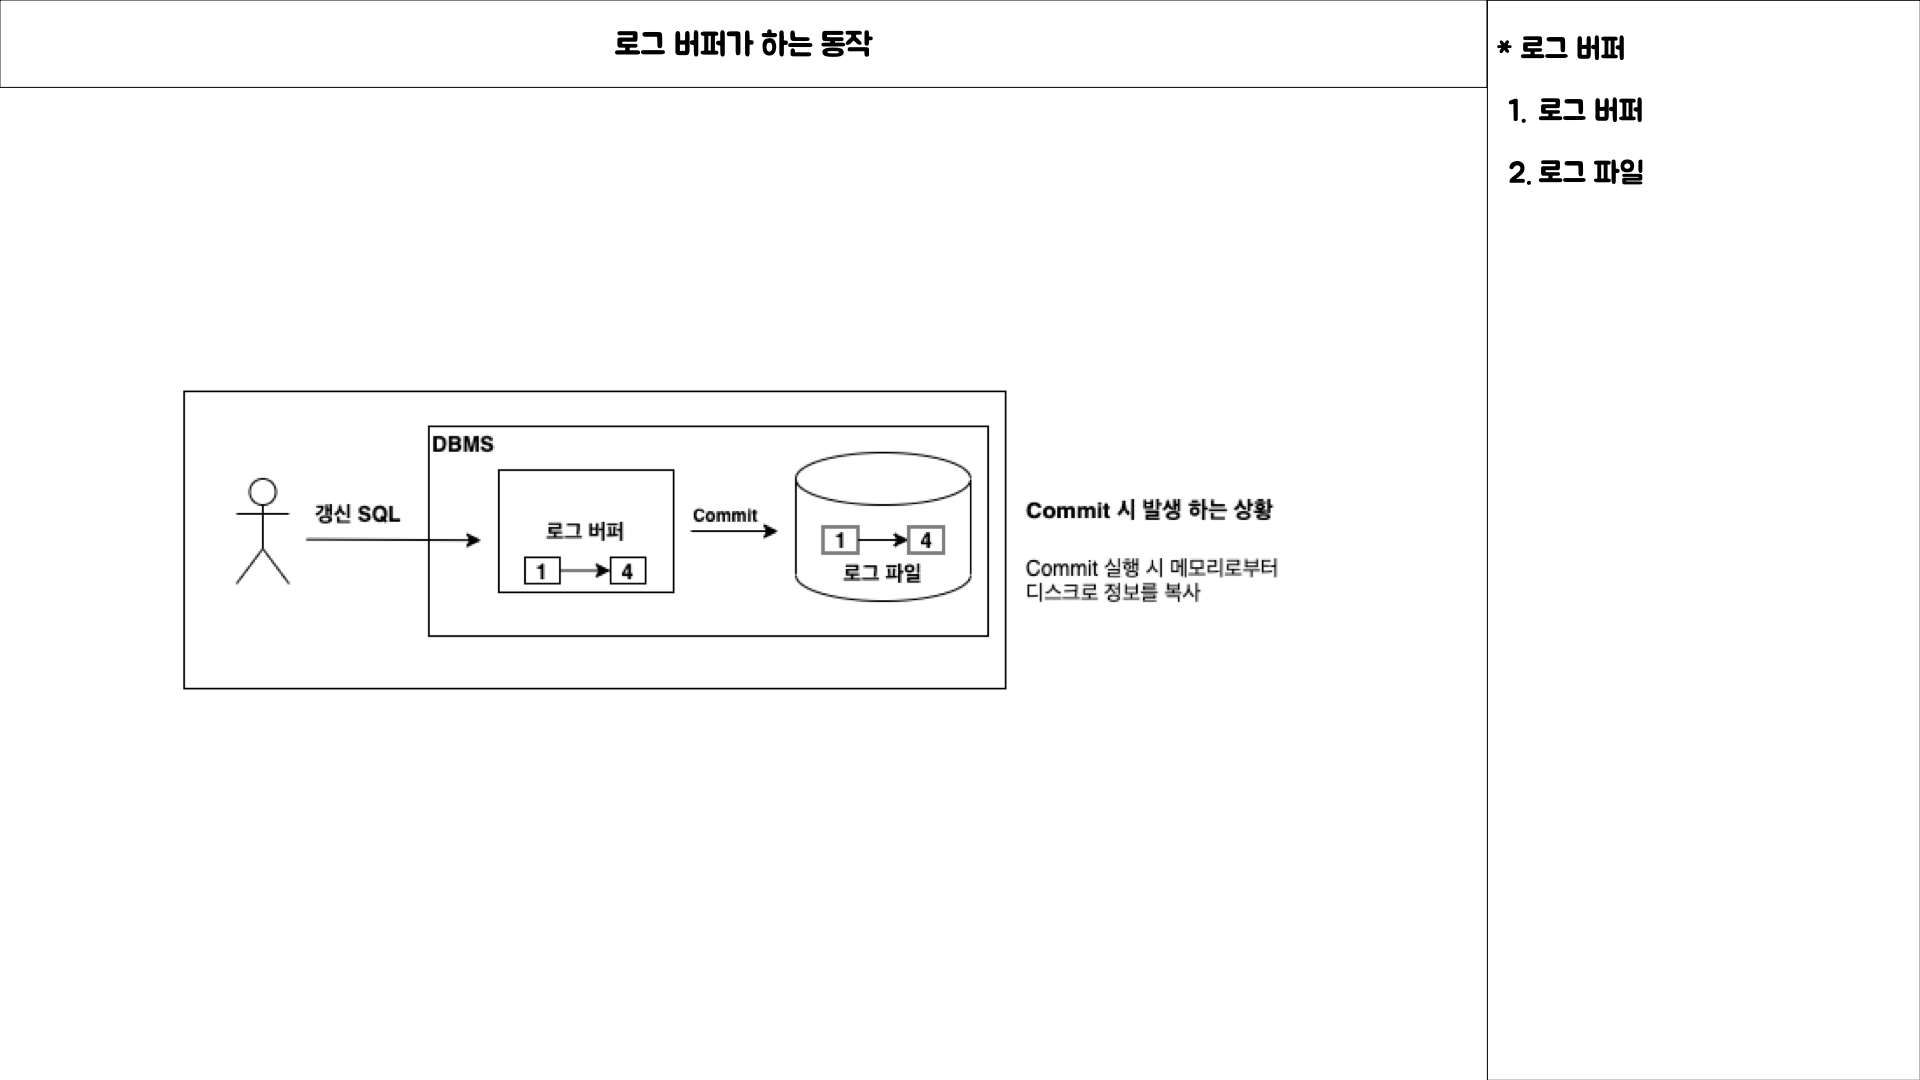 로그 버퍼가 하는 동작
* 로그 버퍼
1. 로그 버퍼
2. 로그 파일
DBMS
갱신 SQL
로그 버퍼
1
4
Commit
1
4
로그 파일
Commit 시 발생 하는 상황
Commit 실행 시 메모리로부터
디스크로 정보를 복사